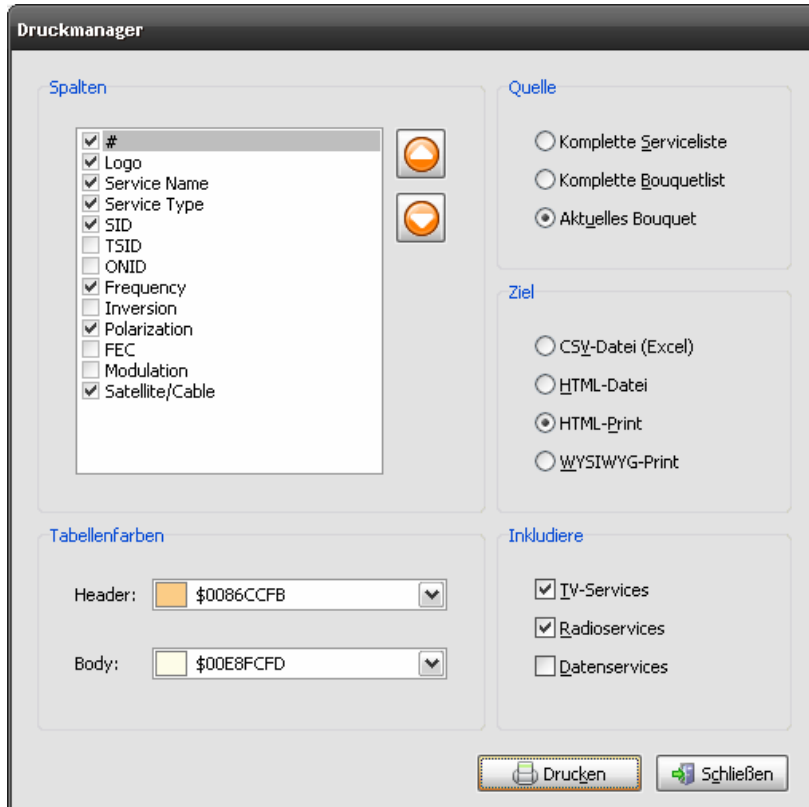 Druckmanager
Spalten
#
Logo
Service Name
Service Type
SID
TSID
ONID
Frequency
Inversion
Polarization
FEC
Modulation
Satellite/Cable
Quelle
Komplette Serviceliste
Komplette Bouquetlist
Aktuelles Bouquet
Ziel
CSV-Datei (Excel)
HTML-Datei
HTML-Print
WYSIWYG-Print
Tabellenfarben
Header: $0086CCFB
Body: $00E8FCFD
Inkludiere
TV-Services
Radioservices
Datenservices
Drucken
Schließen